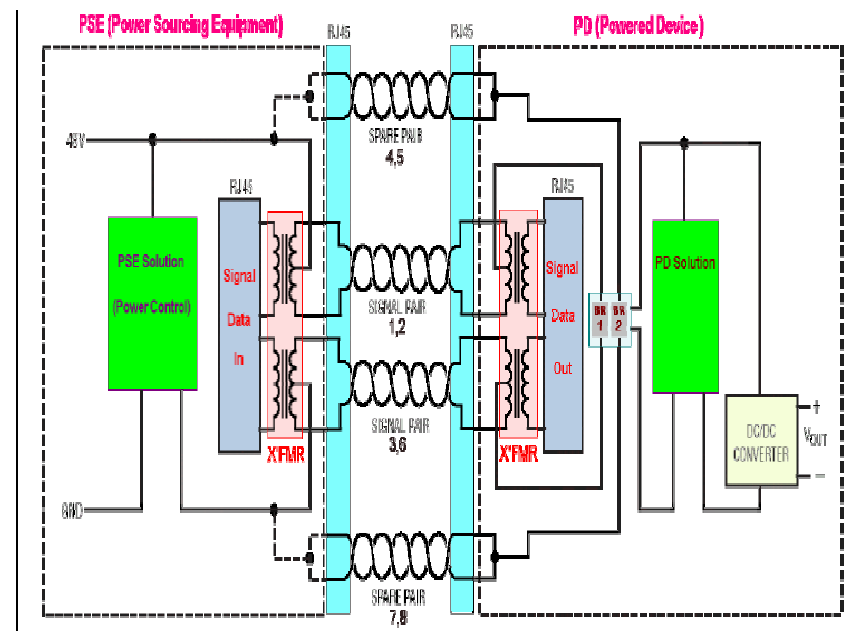 PSE (Power Sourcing Equipment)
RJ45
RJ45
PD (Powered Device)
SPARE PAIR
4,5
48V
RJ45
RJ45
PSE Solution
(Power Control)
Signal
Data
In
SIGNAL PAIR
1,2
Signal
Data
Out
BR
1
BR
2
PD Solution
SIGNAL PAIR
3,6
X'FMR
X'FMR
DC/DC
CONVERTER
+
VOUT
−
GND
SPARE PAIR
7,8